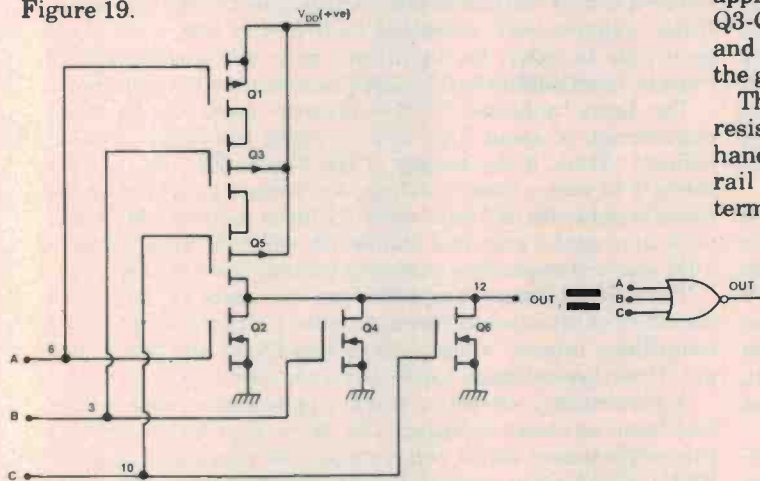 Figure 19.
Q3-
and
the g
Th
resis
hand
rail
term
V_DD(+ve)
Q1
Q3
Q5
12
OUT
A
B
C
OUT
6
Q2
Q4
Q6
A
3
B
10
C